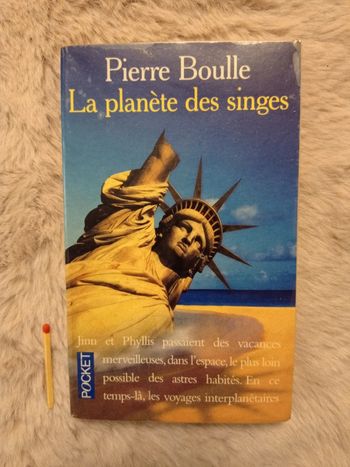 Pierre Boulle
La planète des singes
Jinn et Phyllis passaient des vacances
merveilleuses, dans l'espace, le plus loin
possible des astres habités. En ce
temps-là, les voyages interplanétaires
POCKET